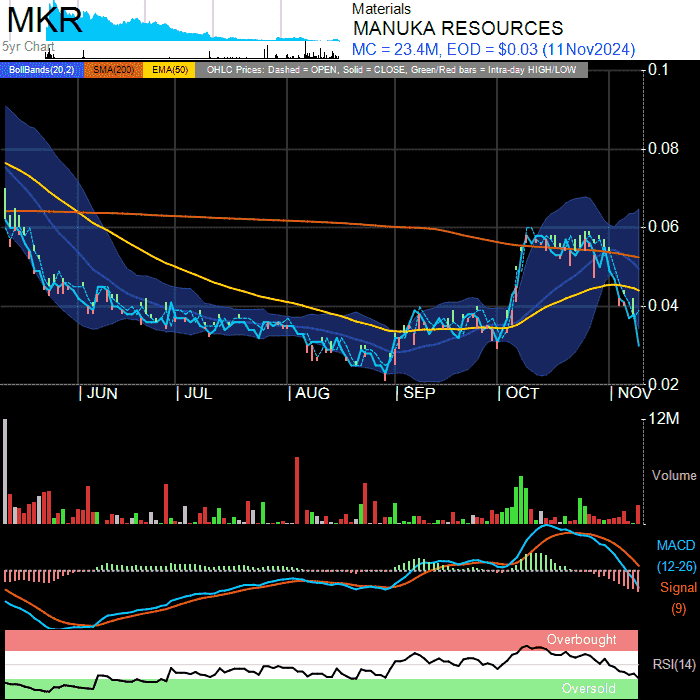 MKR
5yr Chart
Materials
MANUKA RESOURCES
MC = 23.4M, EOD = $0.03 (11Nov2024)
BollBands(20,2) SMA(200) EMA(50) OHLC Prices: Dashed = OPEN, Solid = CLOSE, Green/Red bars = Intra-day HIGH/LOW
0.1
0.08
0.06
0.04
0.02
JUN JUL AUG SEP OCT NOV
12M
Volume
MACD
(12-26)
Signal
(9)
Overbought
RSI(14)
Oversold